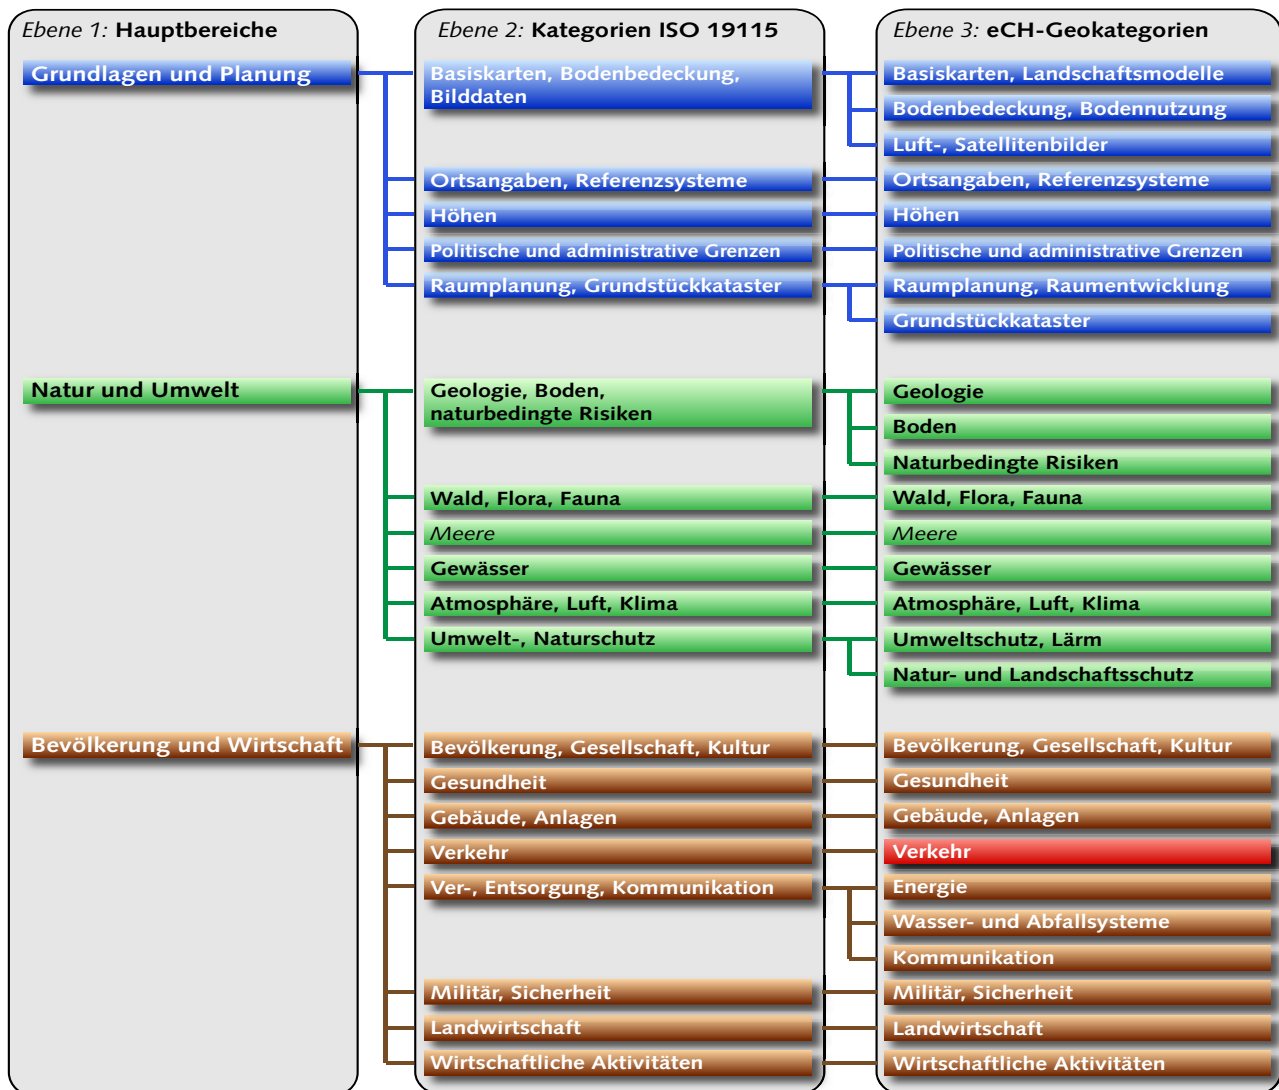 Ebene 1: Hauptbereiche
Grundlagen und Planung
Natur und Umwelt
Bevölkerung und Wirtschaft
Ebene 2: Kategorien ISO 19115
Basiskarten, Bodenbedeckung,
Bilddaten
Ortsangaben, Referenzsysteme
Höhen
Politische und administrative Grenzen
Raumplanung, Grundstückkataster
Geologie, Boden,
naturbedingte Risiken
Wald, Flora, Fauna
Meere
Gewässer
Atmosphäre, Luft, Klima
Umwelt-, Naturschutz
Bevölkerung, Gesellschaft, Kultur
Gesundheit
Gebäude, Anlagen
Verkehr
Ver-, Entsorgung, Kommunikation
Militär, Sicherheit
Landwirtschaft
Wirtschaftliche Aktivitäten
Ebene 3: eCH-Geokategorien
Basiskarten, Landschaftsmodelle
Bodenbedeckung, Bodennutzung
Luft-, Satellitenbilder
Ortsangaben, Referenzsysteme
Höhen
Politische und administrative Grenzen
Raumplanung, Raumentwicklung
Grundstückkataster
Geologie
Boden
Naturbedingte Risiken
Wald, Flora, Fauna
Meere
Gewässer
Atmosphäre, Luft, Klima
Umweltschutz, Lärm
Natur- und Landschaftsschutz
Bevölkerung, Gesellschaft, Kultur
Gesundheit
Gebäude, Anlagen
Verkehr
Energie
Wasser- und Abfallsysteme
Kommunikation
Militär, Sicherheit
Landwirtschaft
Wirtschaftliche Aktivitäten